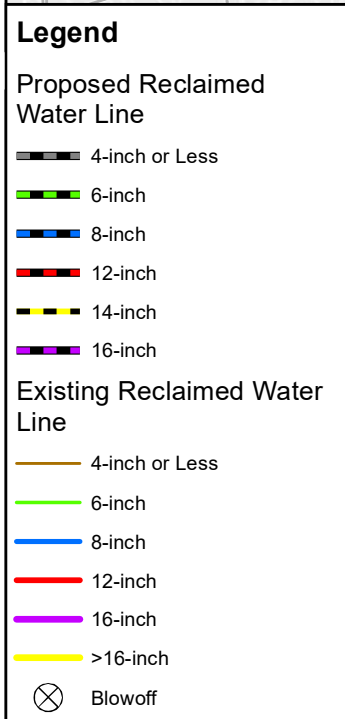 Legend
Proposed Reclaimed
Water Line
4-inch or Less
6-inch
8-inch
12-inch
14-inch
16-inch
Existing Reclaimed Water
Line
4-inch or Less
6-inch
8-inch
12-inch
16-inch
>16-inch
Blowoff